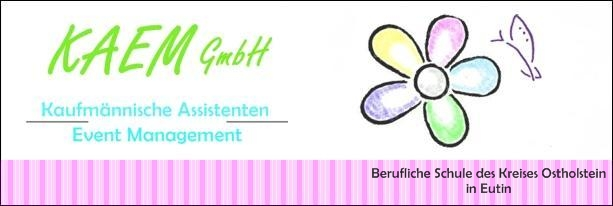 KAEM GmbH
Kaufmännische Assistenten
Event Management
Berufliche Schule des Kreises Ostholstein
in Eutin